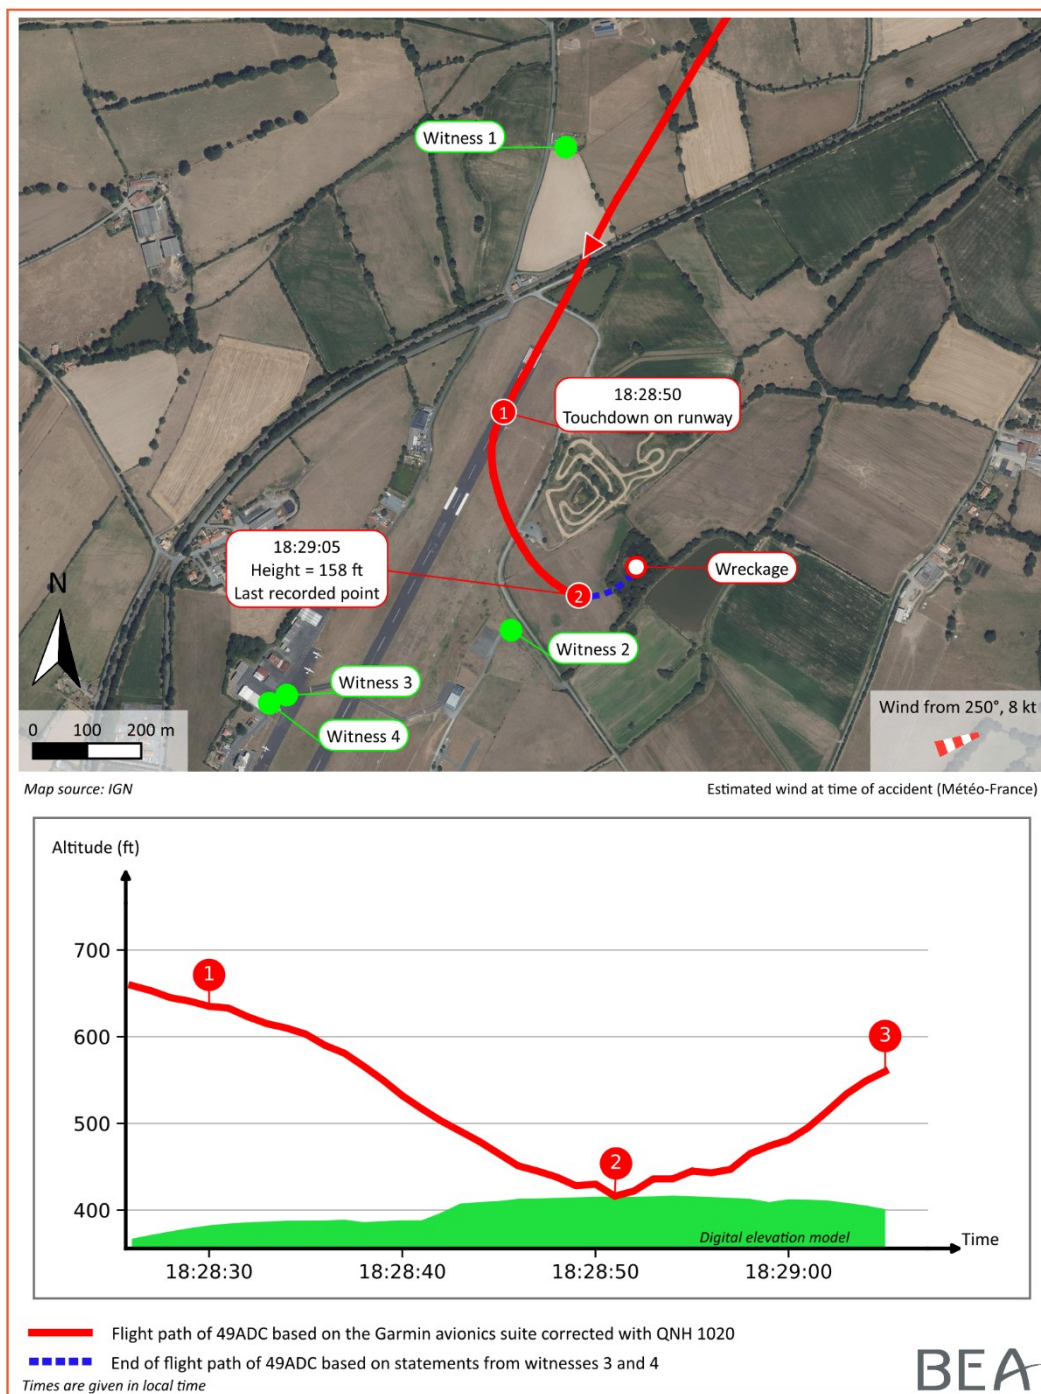 Witness 1
1
18:28:50
Touchdown on runway
18:29:05
Height = 158 ft
Last recorded point
2
Wreckage
N
Witness 2
Witness 3
Witness 4
0 100 200 m
Wind from 250°, 8 kt
Map source: IGN
Estimated wind at time of accident (Météo-France)
Altitude (ft)
700
600
500
400
1
2
3
Digital elevation model
Time
18:28:30
18:28:40
18:28:50
18:29:00
Flight path of 49ADC based on the Garmin avionics suite corrected with QNH 1020
End of flight path of 49ADC based on statements from witnesses 3 and 4
Times are given in local time
BEA